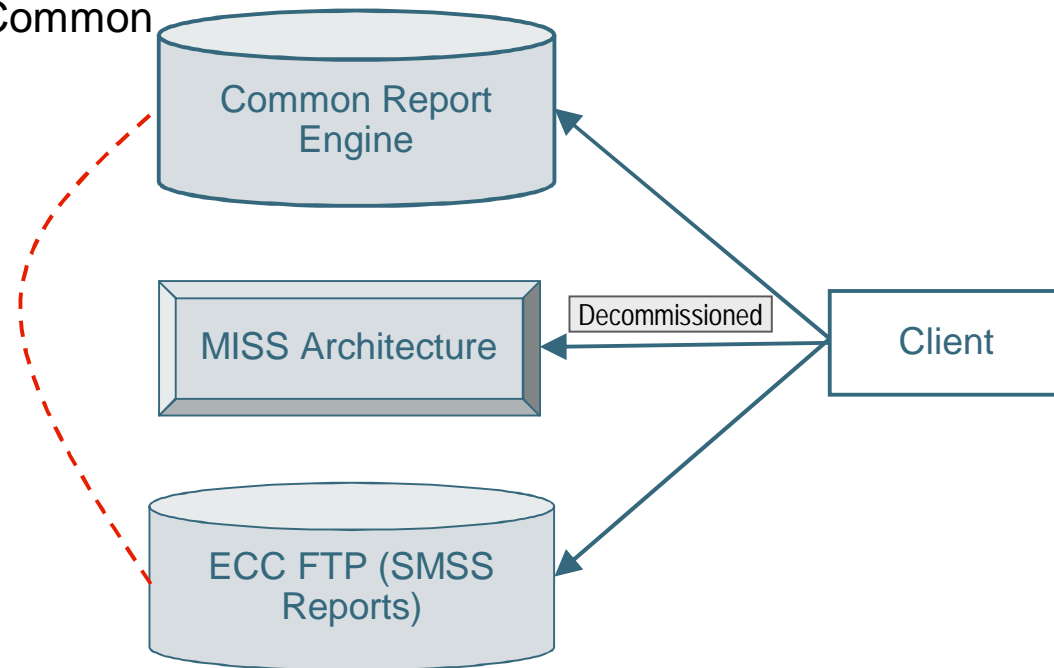 Common
Common Report
Engine
Decommissioned
MISS Architecture
Client
ECC FTP (SMSS
Reports)